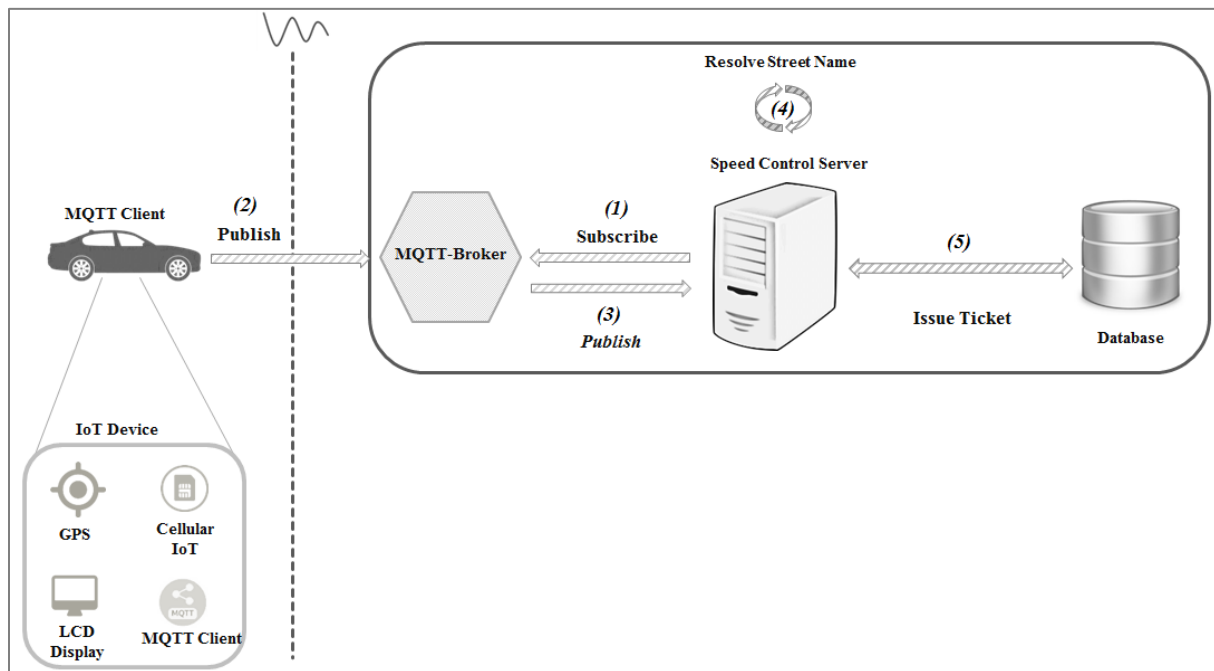 Resolve Street Name
(4)
Speed Control Server
MQTT Client
(2)
Publish
MQTT-Broker
(1)
Subscribe
(3)
Publish
(5)
Issue Ticket
Database
IoT Device
GPS
Cellular
IoT
LCD
Display
MQTT
MQTT Client